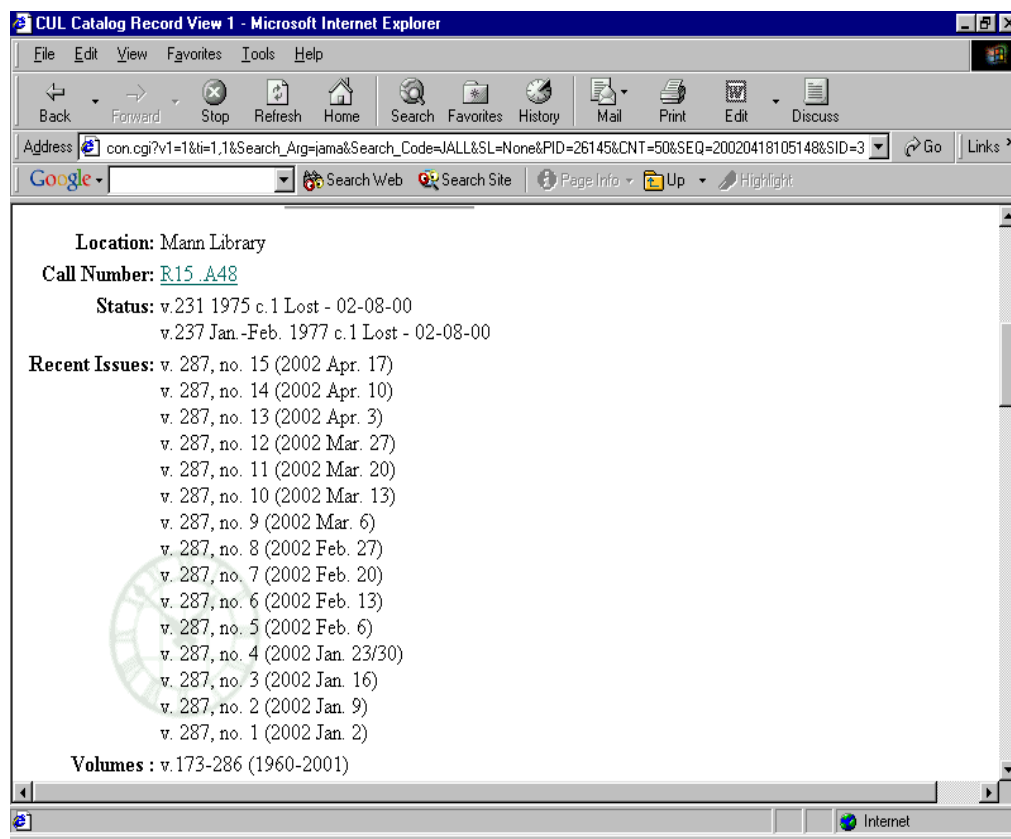 CUL Catalog Record View 1 - Microsoft Internet Explorer
File Edit View Favorites Tools Help
Back Forward Stop Refresh Home Search Favorites History Mail Print Edit Discuss
Address con.cgi?v1=1&ti=1,1&Search_Arg=jama&Search_Code=JALL&SL=None&PID=26145&CNT=50&SEQ=20020418105148&SID=3 Go Links
Google Search Web Search Site Page Info Up Highlight
Location: Mann Library
Call Number: R15 .A48
Status: v.231 1975 c.1 Lost - 02-08-00
v.237 Jan.-Feb. 1977 c.1 Lost - 02-08-00
Recent Issues: v. 287, no. 15 (2002 Apr. 17)
v. 287, no. 14 (2002 Apr. 10)
v. 287, no. 13 (2002 Apr. 3)
v. 287, no. 12 (2002 Mar. 27)
v. 287, no. 11 (2002 Mar. 20)
v. 287, no. 10 (2002 Mar. 13)
v. 287, no. 9 (2002 Mar. 6)
v. 287, no. 8 (2002 Feb. 27)
v. 287, no. 7 (2002 Feb. 20)
v. 287, no. 6 (2002 Feb. 13)
v. 287, no. 5 (2002 Feb. 6)
v. 287, no. 4 (2002 Jan. 23/30)
v. 287, no. 3 (2002 Jan. 16)
v. 287, no. 2 (2002 Jan. 9)
v. 287, no. 1 (2002 Jan. 2)
Volumes : v.173-286 (1960-2001)
Internet